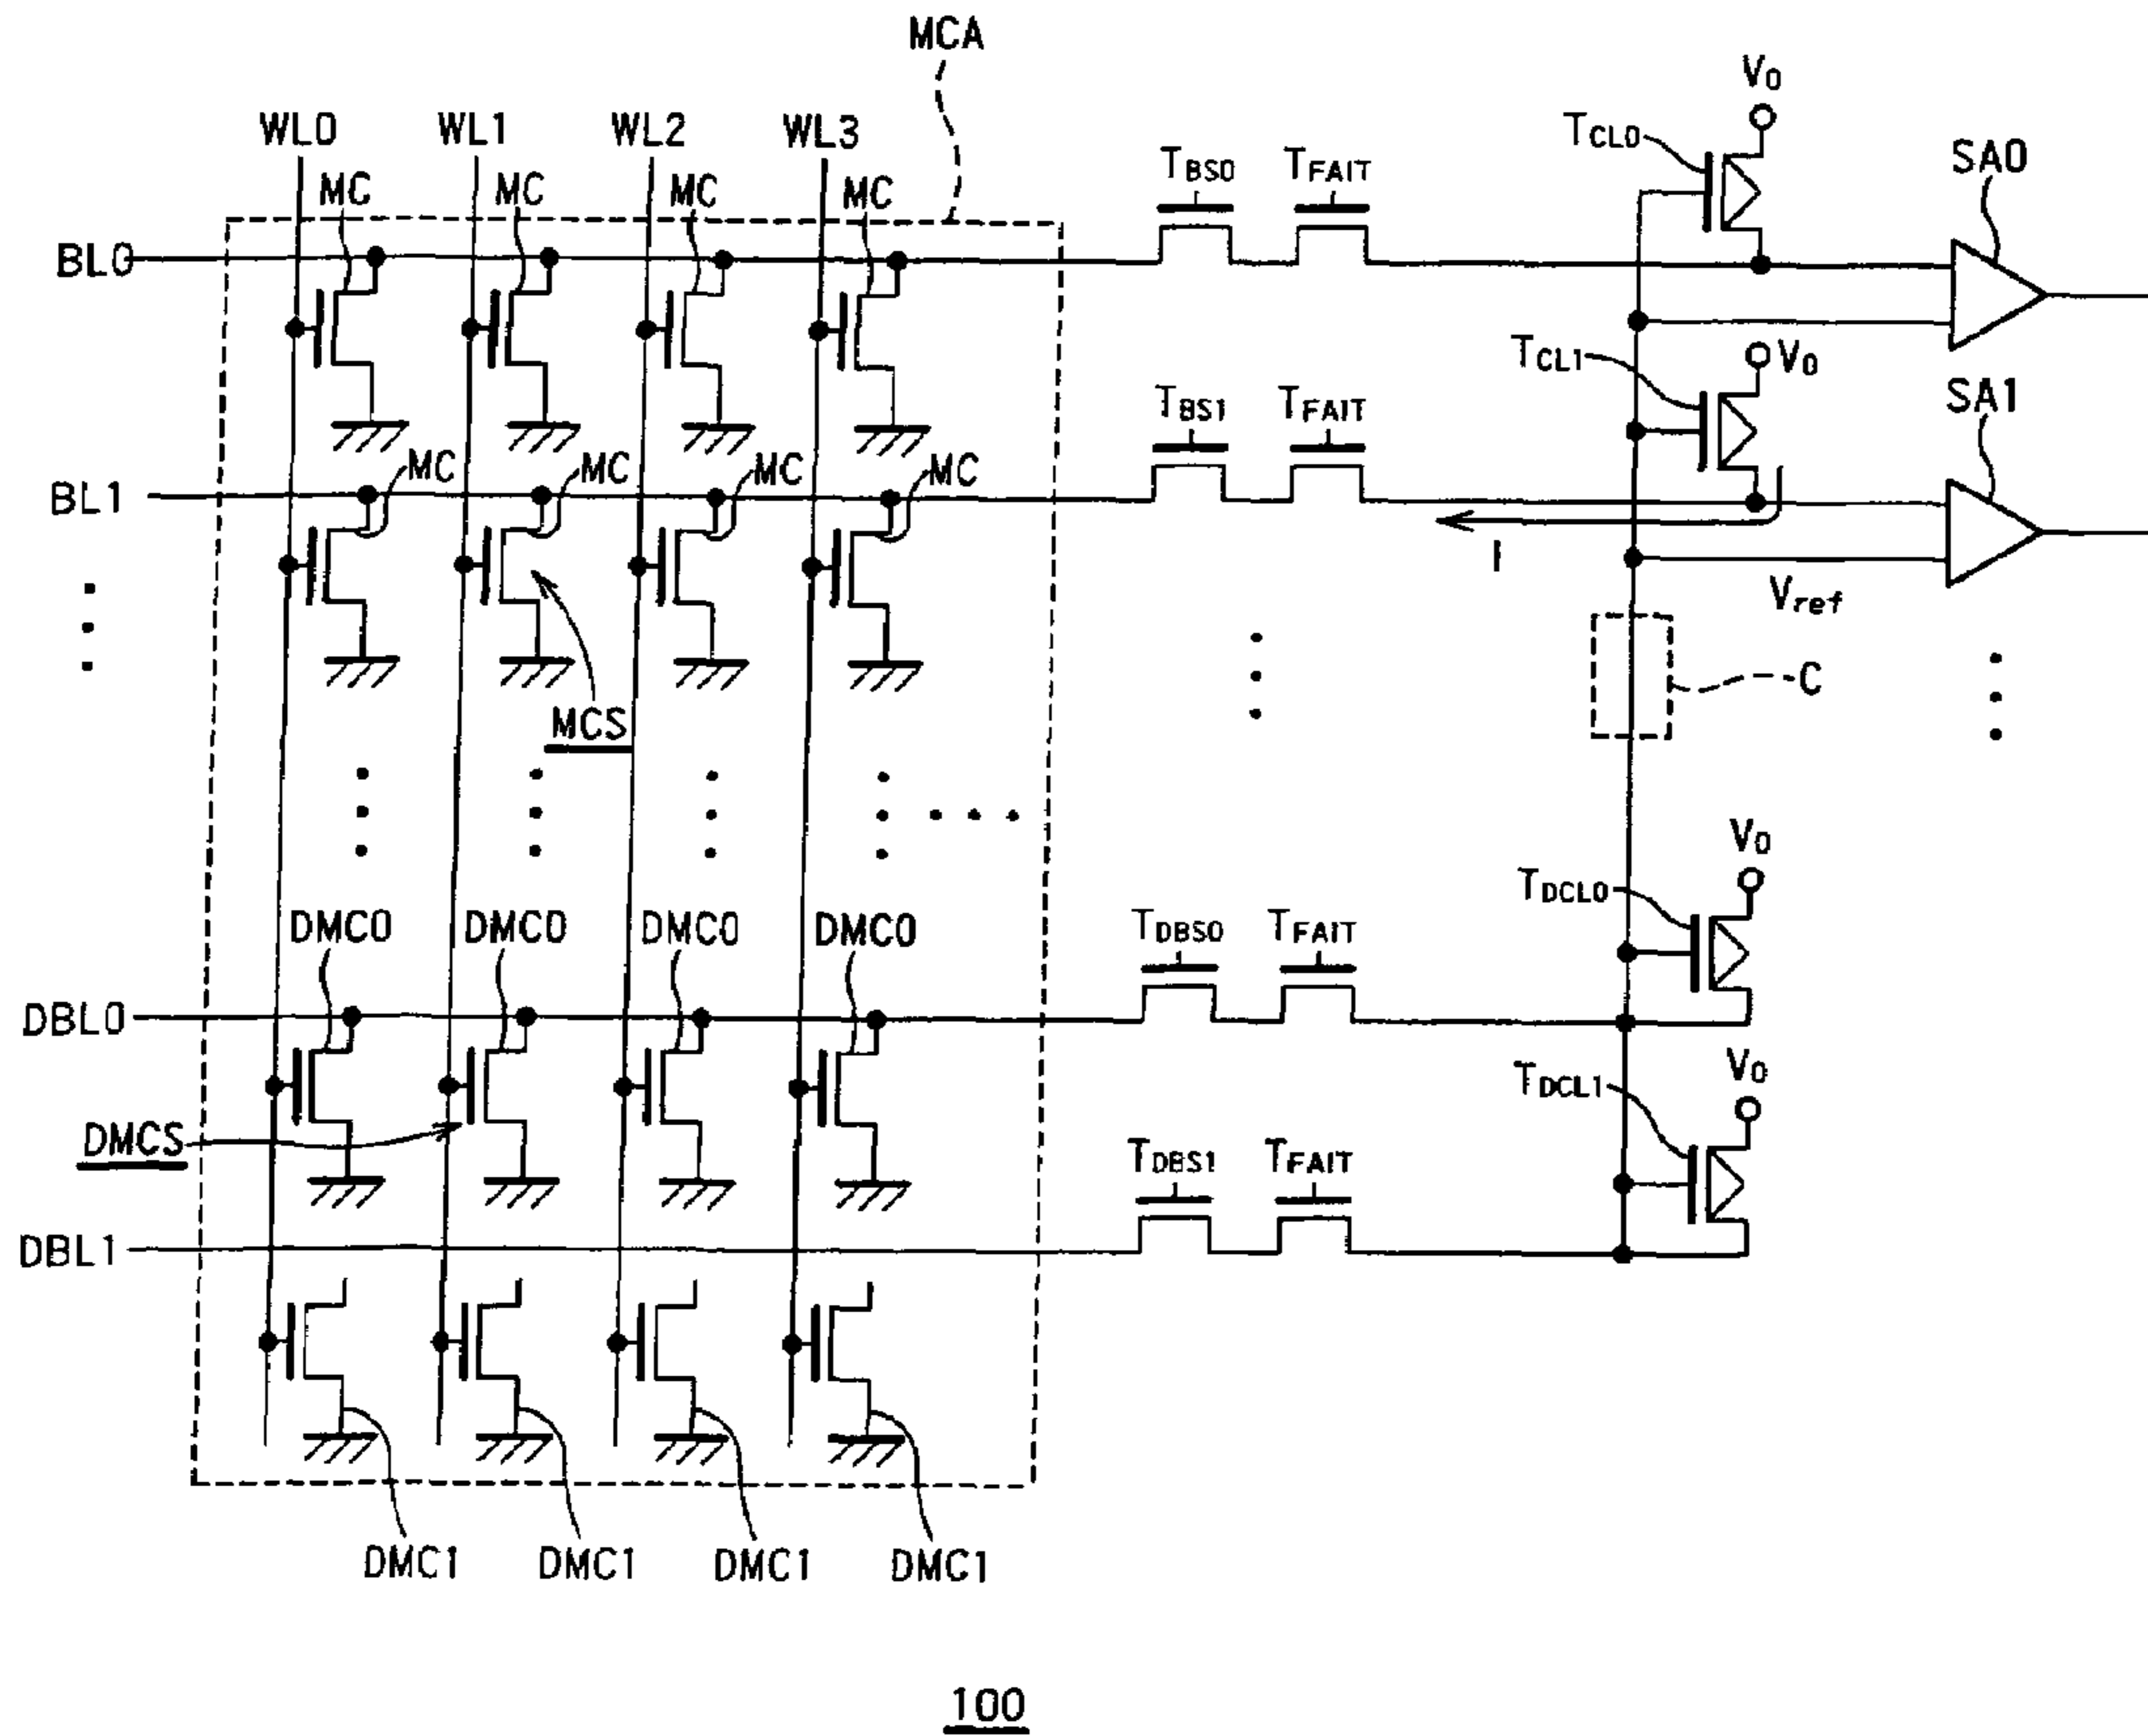 MCA
V0
WL0 WL1 WL2 WL3
TCL0
SA0
TBS0 TFAIT
MC MC MC MC
BL0
TCL1 V0
SA1
TBS1 TFAIT
MC MC MC MC
BL1
I
Vref
C
MCS
V0
TDCL0
DMC0 DMC0 DMC0 DMC0
TDBS0 TFAIT
DBL0
V0
TDCL1
DMCS
TDBS1 TFAIT
DBL1
DMC1 DMC1 DMC1 DMC1
100